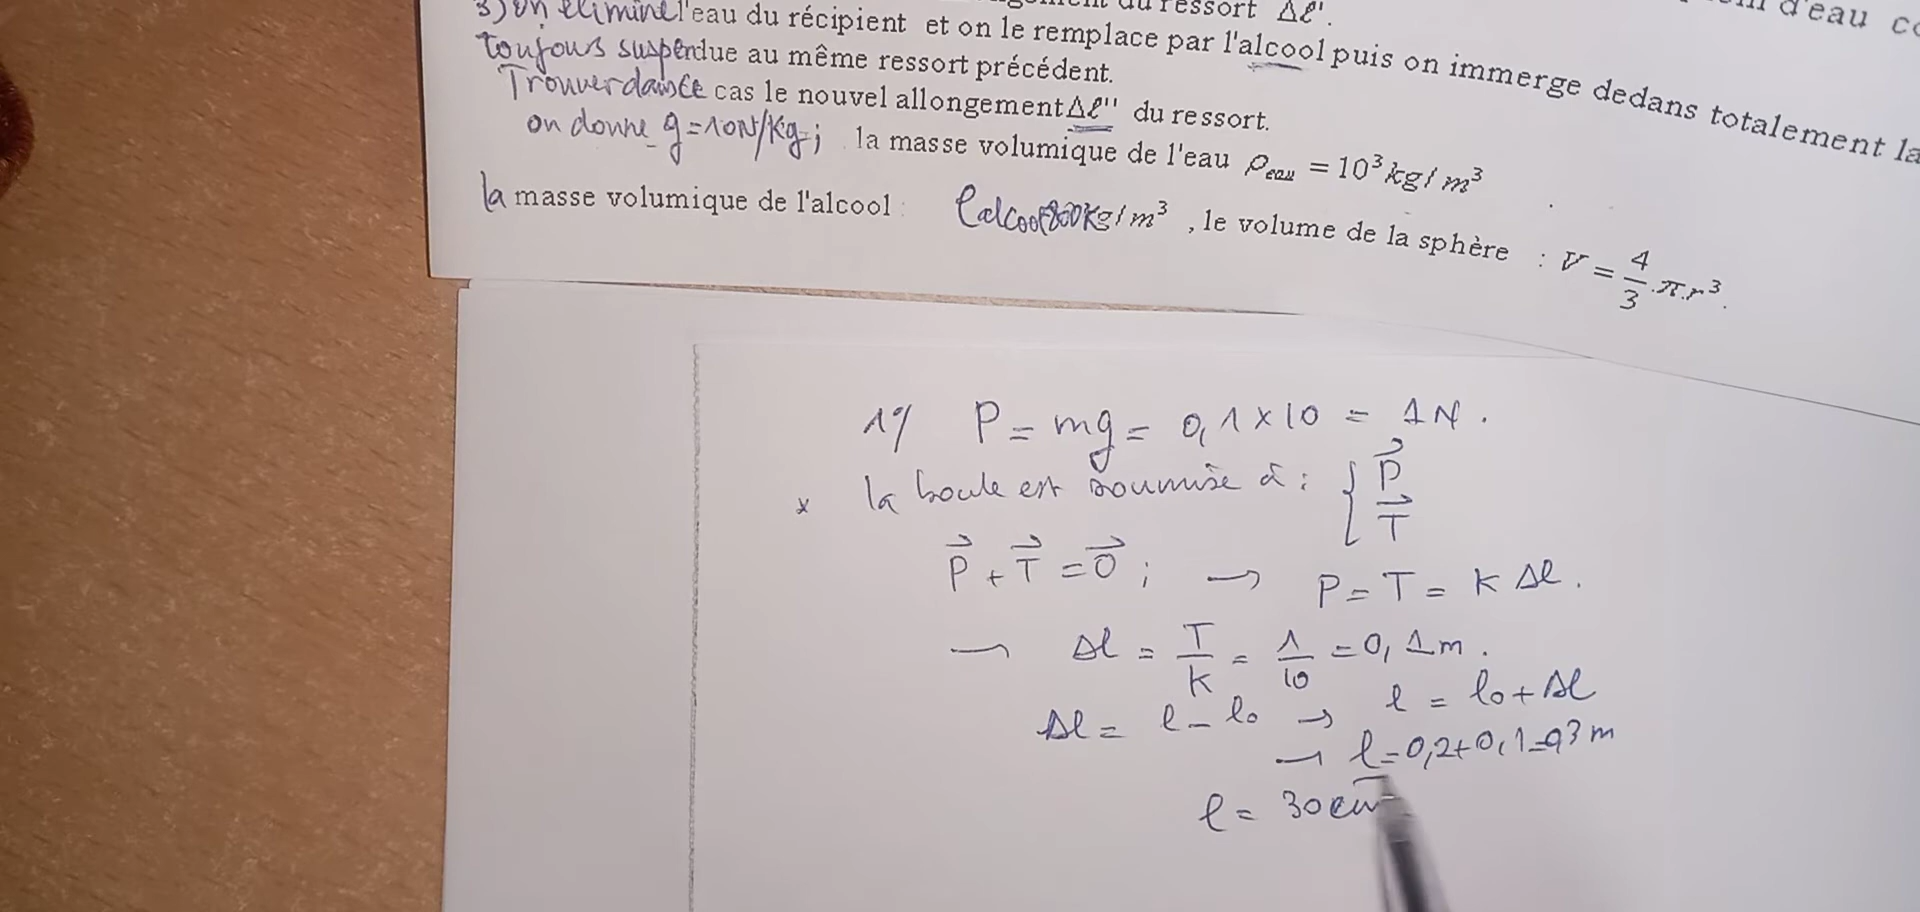 du ressort Δℓ'.
d'eau
3) on élimine l'eau du récipient et on le remplace par l'alcool puis on immerge dedans totalement la
toujours suspendue au même ressort précédent.
Trouver dans ce cas le nouvel allongement Δℓ'' du ressort.
on donne g = 10N/Kg ; la masse volumique de l'eau ρeau = 10³ kg/m³
la masse volumique de l'alcool : ρalcool=800Kg/m³ , le volume de la sphère : V = 4/3 .π.r³.
1°/ P = mg = 0,1 × 10 = 1N.
* la boule est soumise à : { P⃗ T⃗
P⃗ + T⃗ = 0⃗ ; → P = T = K Δℓ.
→ Δℓ = T/K = 1/10 = 0,1m.
Δℓ = ℓ - ℓ₀ → ℓ = ℓ₀ + Δℓ
→ ℓ = 0,2 + 0,1 = 0,3 m
ℓ = 30 cm